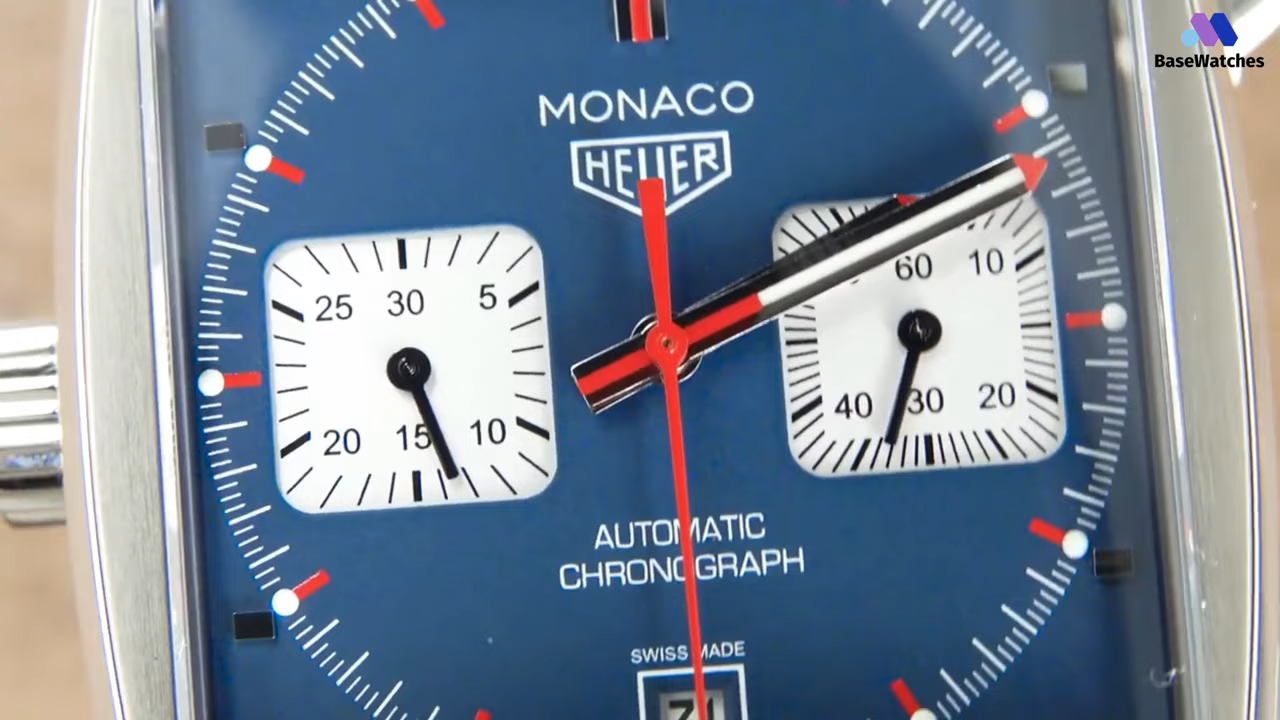 BaseWatches
MONACO
HEUER
25 30 5
20 15 10
60 10
40 30 20
AUTOMATIC
CHRONOGRAPH
SWISS MADE